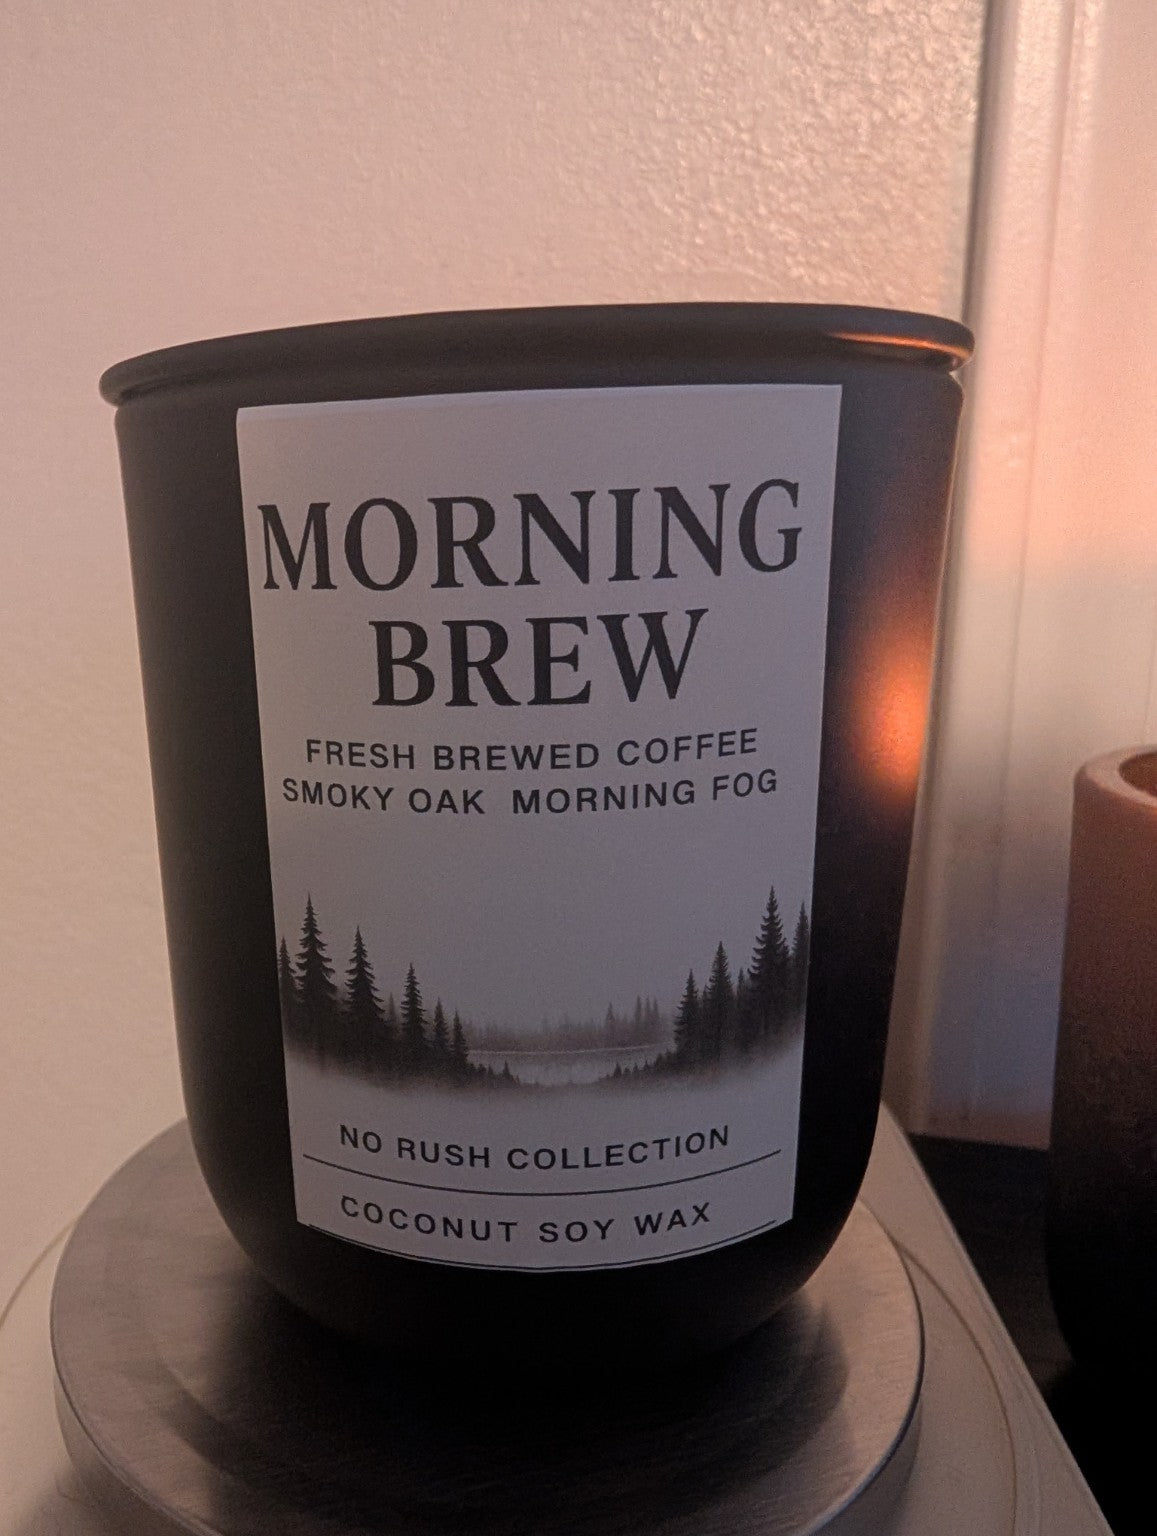 MORNING
BREW
FRESH BREWED COFFEE
SMOKY OAK MORNING FOG
NO RUSH COLLECTION
COCONUT SOY WAX